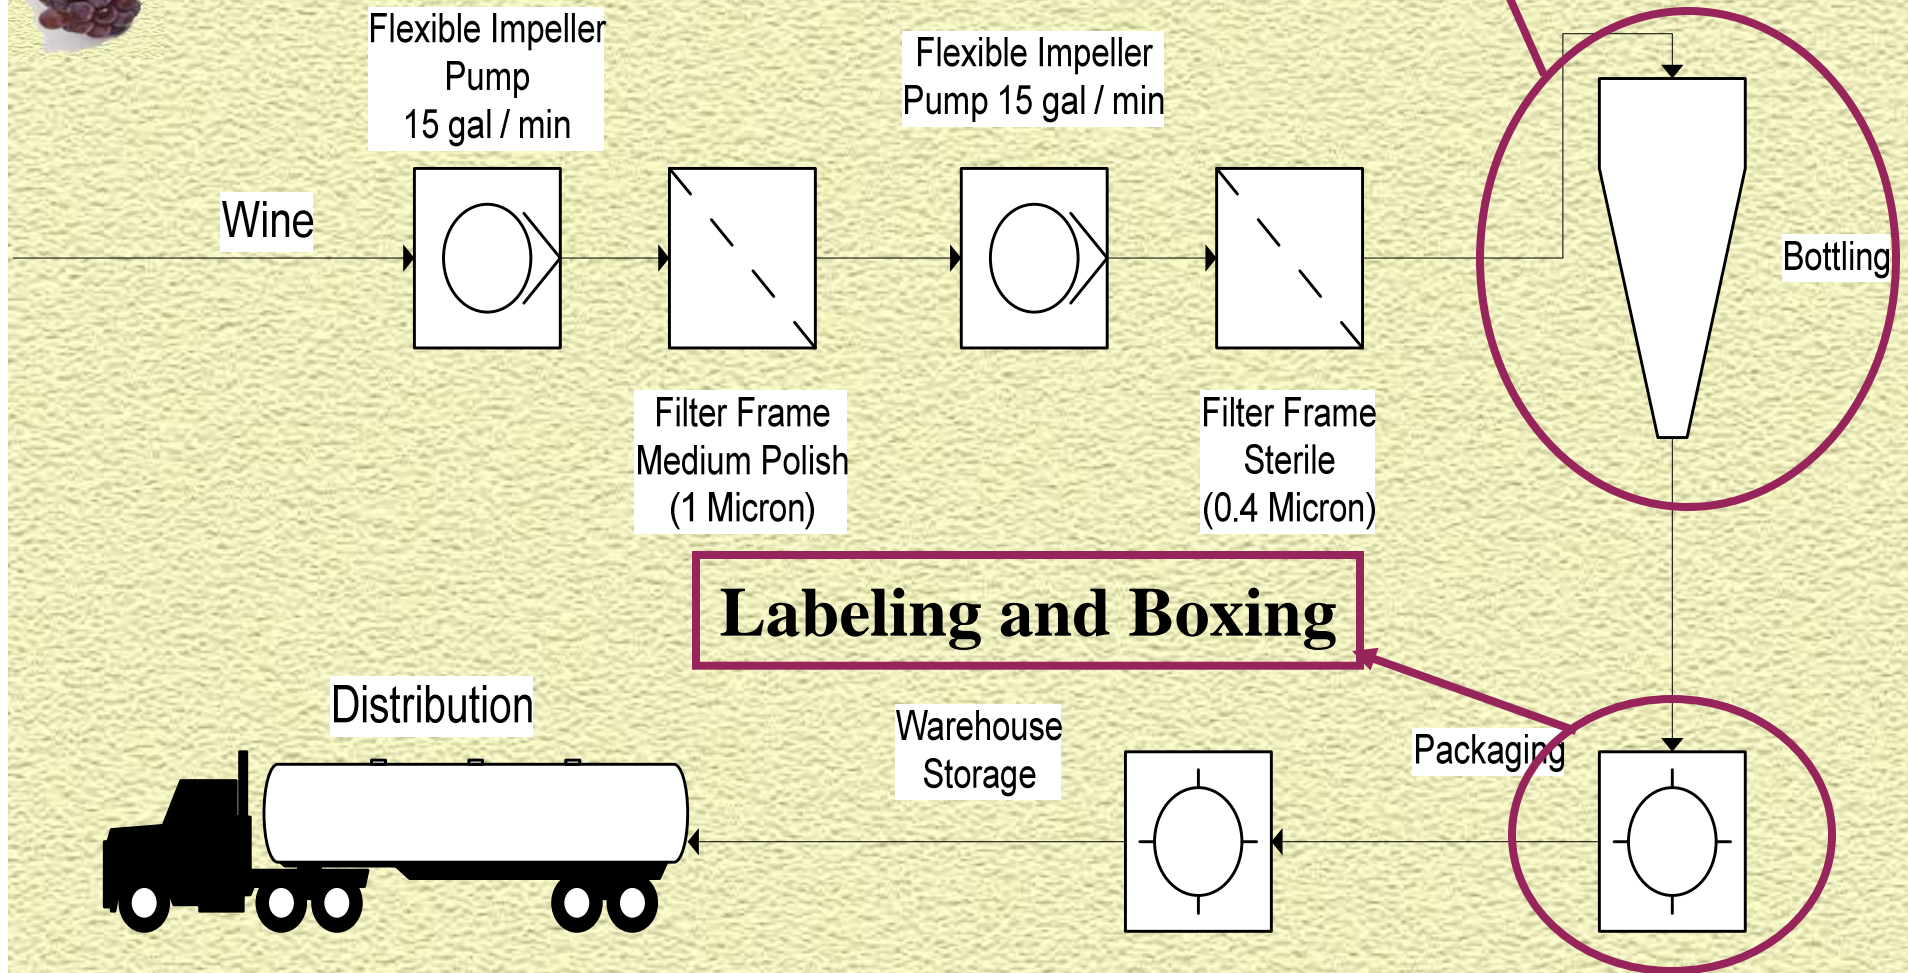 Flexible Impeller
Pump
15 gal / min
Flexible Impeller
Pump 15 gal / min
Wine
Bottling
Filter Frame
Medium Polish
(1 Micron)
Filter Frame
Sterile
(0.4 Micron)
Labeling and Boxing
Distribution
Warehouse
Storage
Packaging